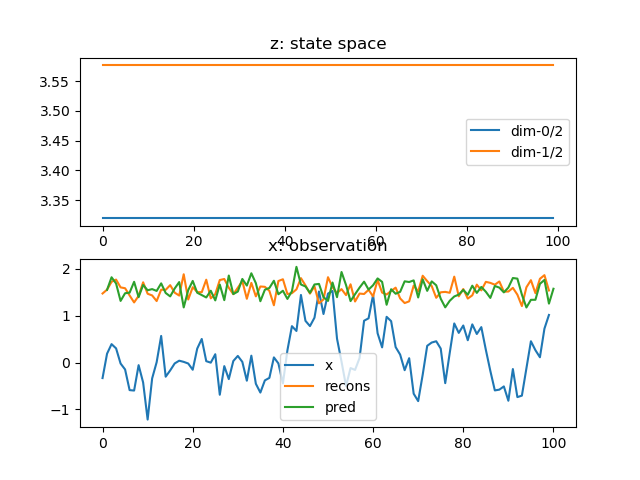 z: state space
3.55
3.50
3.45
3.40
3.35
dim-0/2
dim-1/2
0 20 40 60 80 100
x: observation
2
1
0
−1
x
recons
pred
0 20 40 60 80 100